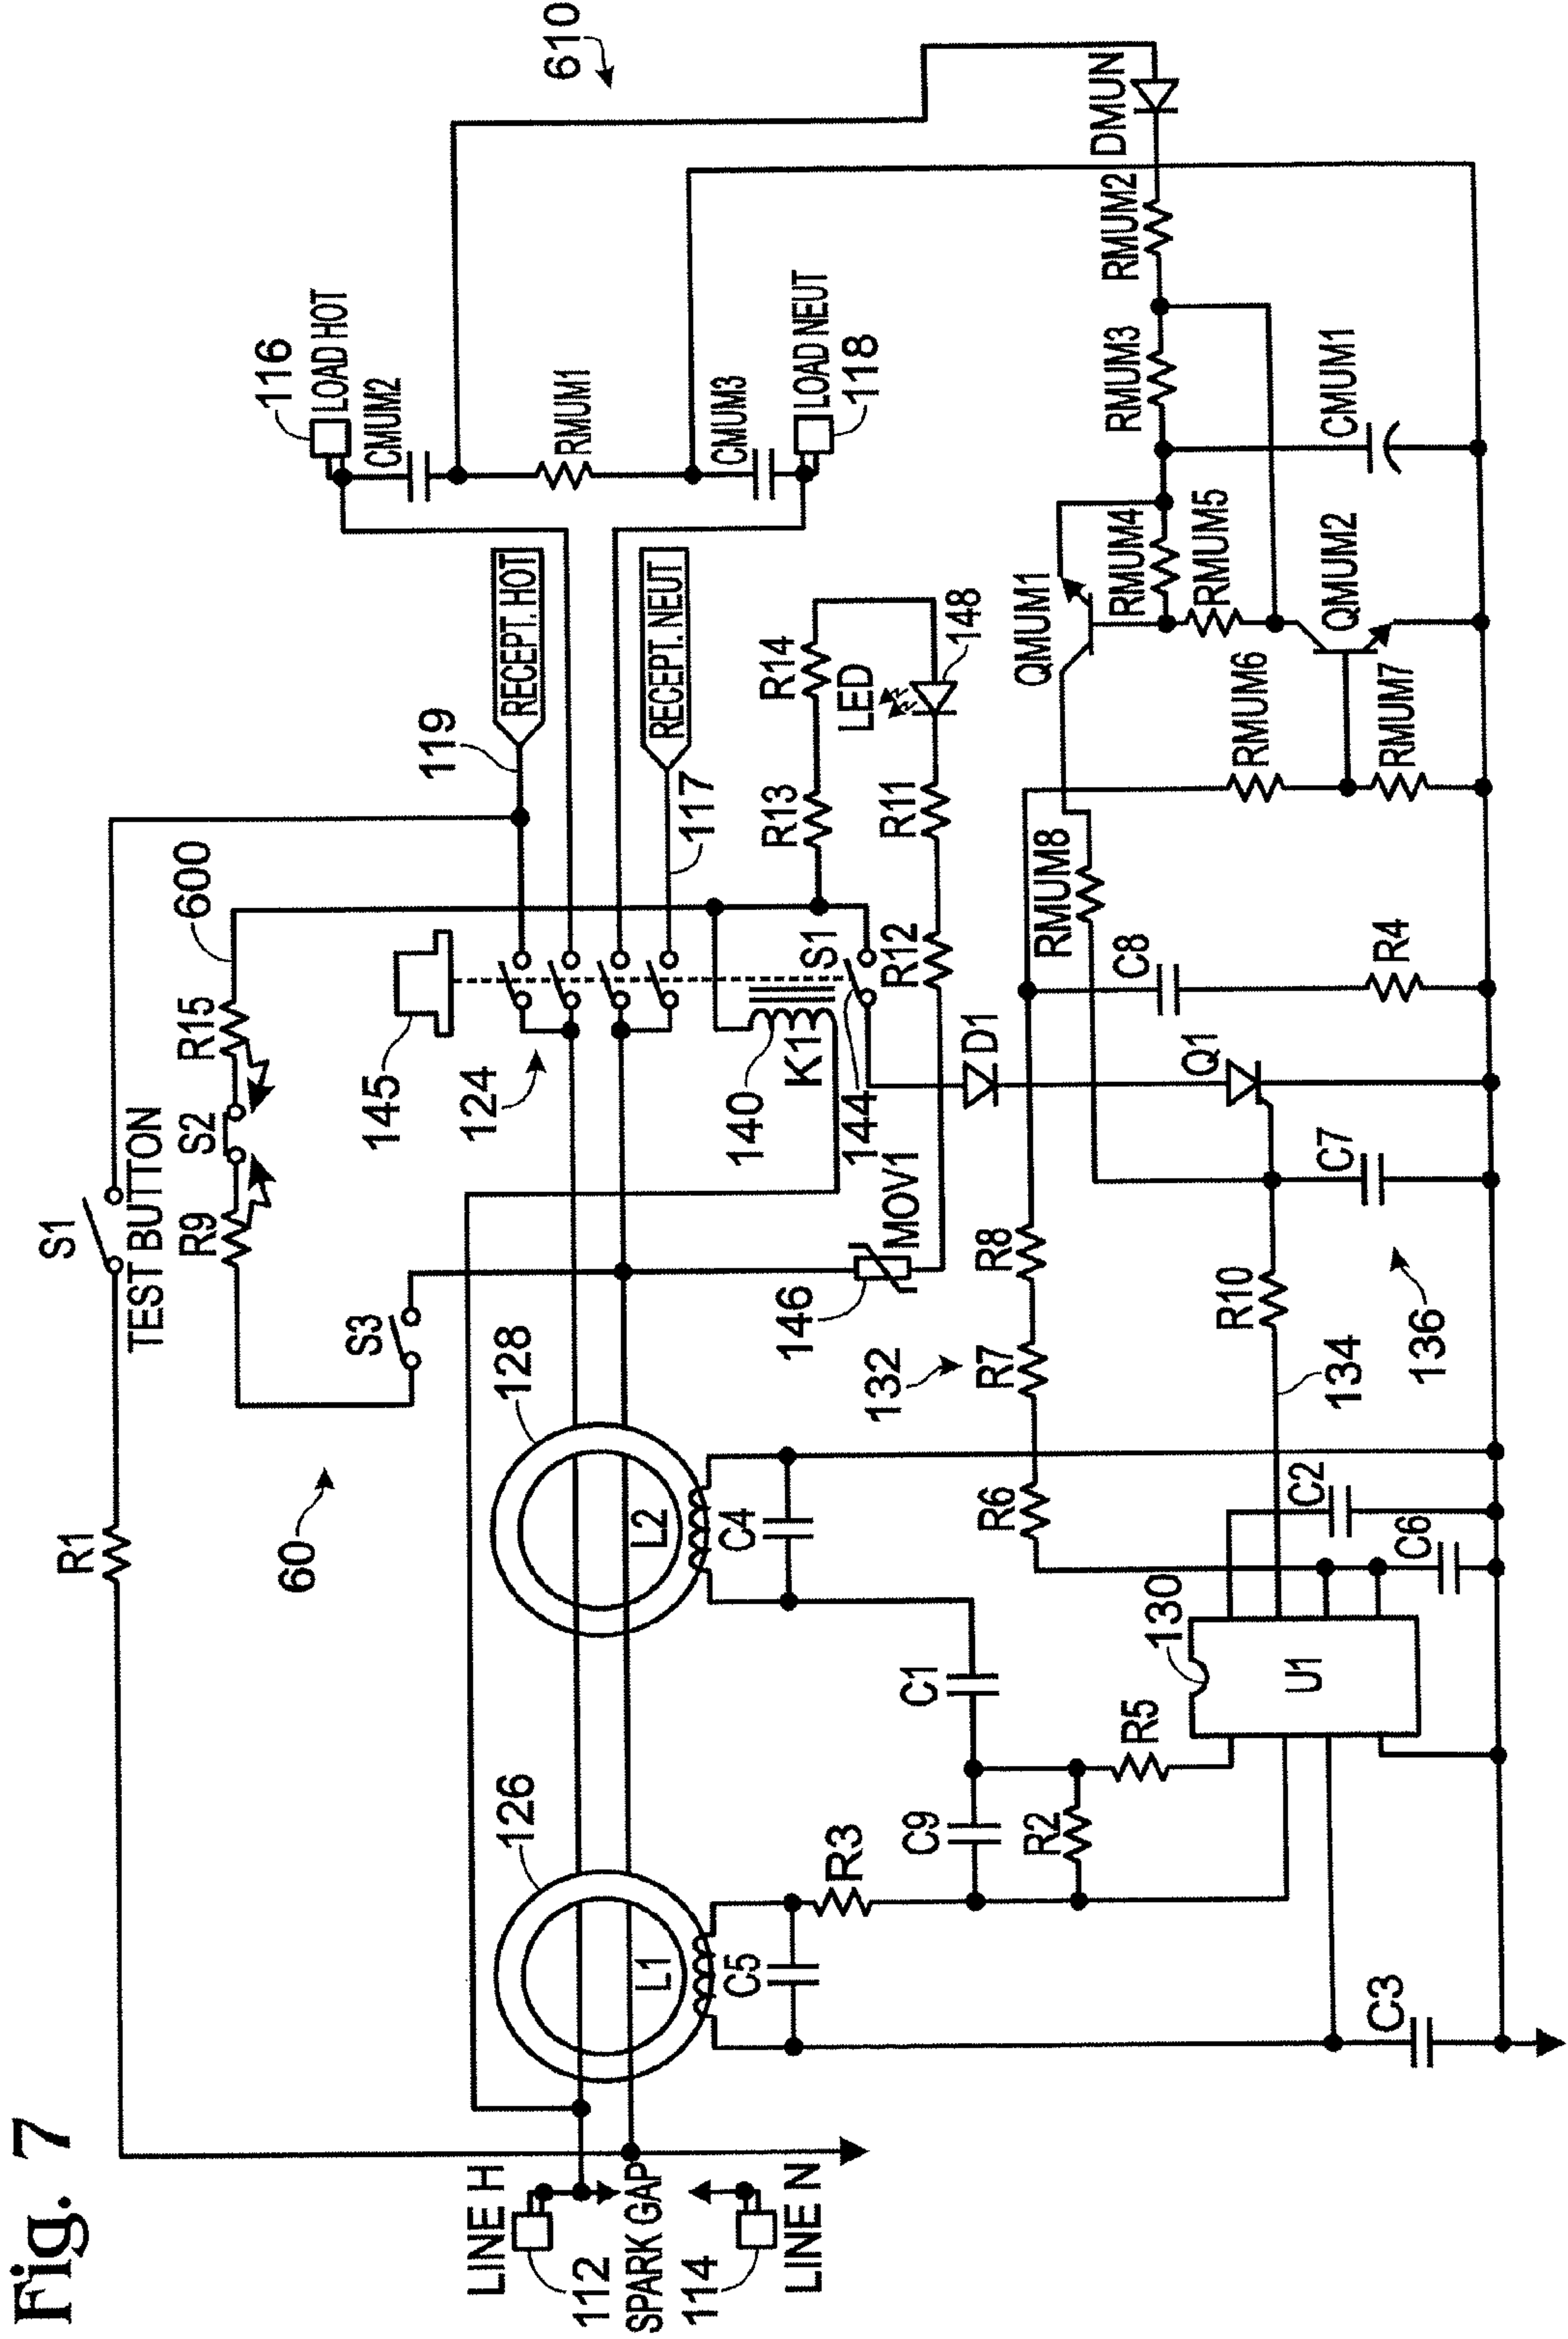 Fig. 7
610
116
LOAD HOT
CMUM2
RMUM1
CMUM3
LOAD NEUT
118
DMUN
RMUM2
RMUM3
CMUM1
RMUM4
RMUM5
QMUM1
QMUM2
RMUM6
RMUM7
RMUM8
RECEPT. HOT
RECEPT. NEUT
119
117
R14
LED
148
R13
R11
R12
S1
600
R15
S2
R9
145
124
140
K1
144
MOV1
146
D1
Q1
C8
R4
C7
R10
134
136
S1
TEST BUTTON
S3
R1
60
128
L2
C4
132
R8
R7
R6
C2
C6
130
U1
C1
R5
C9
R2
R3
126
L1
C5
C3
LINE H
112
SPARK GAP
114
LINE N